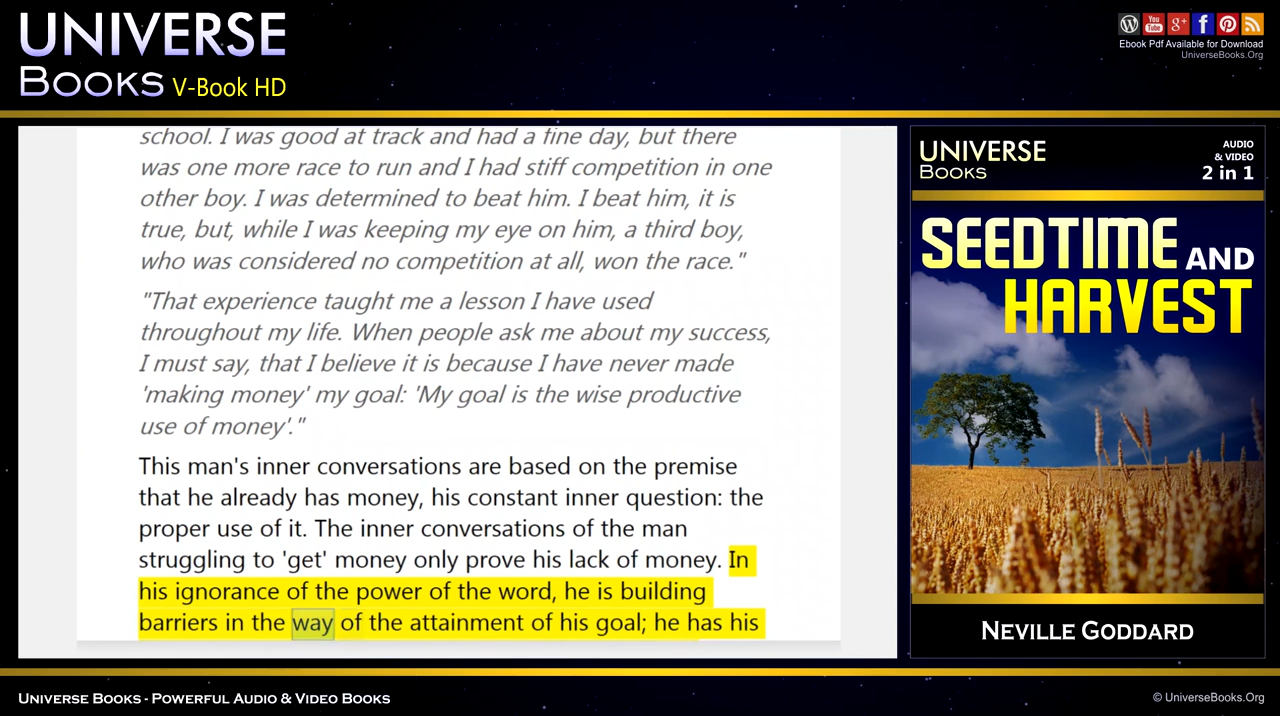 UNIVERSE
BOOKS V-Book HD
Ebook Pdf Available for Download
UniverseBooks.Org
school. I was good at track and had a fine day, but there
was one more race to run and I had stiff competition in one
other boy. I was determined to beat him. I beat him, it is
true, but, while I was keeping my eye on him, a third boy,
who was considered no competition at all, won the race."
"That experience taught me a lesson I have used
throughout my life. When people ask me about my success,
I must say, that I believe it is because I have never made
'making money' my goal: 'My goal is the wise productive
use of money'."
This man's inner conversations are based on the premise
that he already has money, his constant inner question: the
proper use of it. The inner conversations of the man
struggling to 'get' money only prove his lack of money. In
his ignorance of the power of the word, he is building
barriers in the way of the attainment of his goal; he has his
UNIVERSE
BOOKS
AUDIO
& VIDEO
2 in 1
SEEDTIME AND
HARVEST
NEVILLE GODDARD
UNIVERSE BOOKS - POWERFUL AUDIO & VIDEO BOOKS
© UniverseBooks.Org